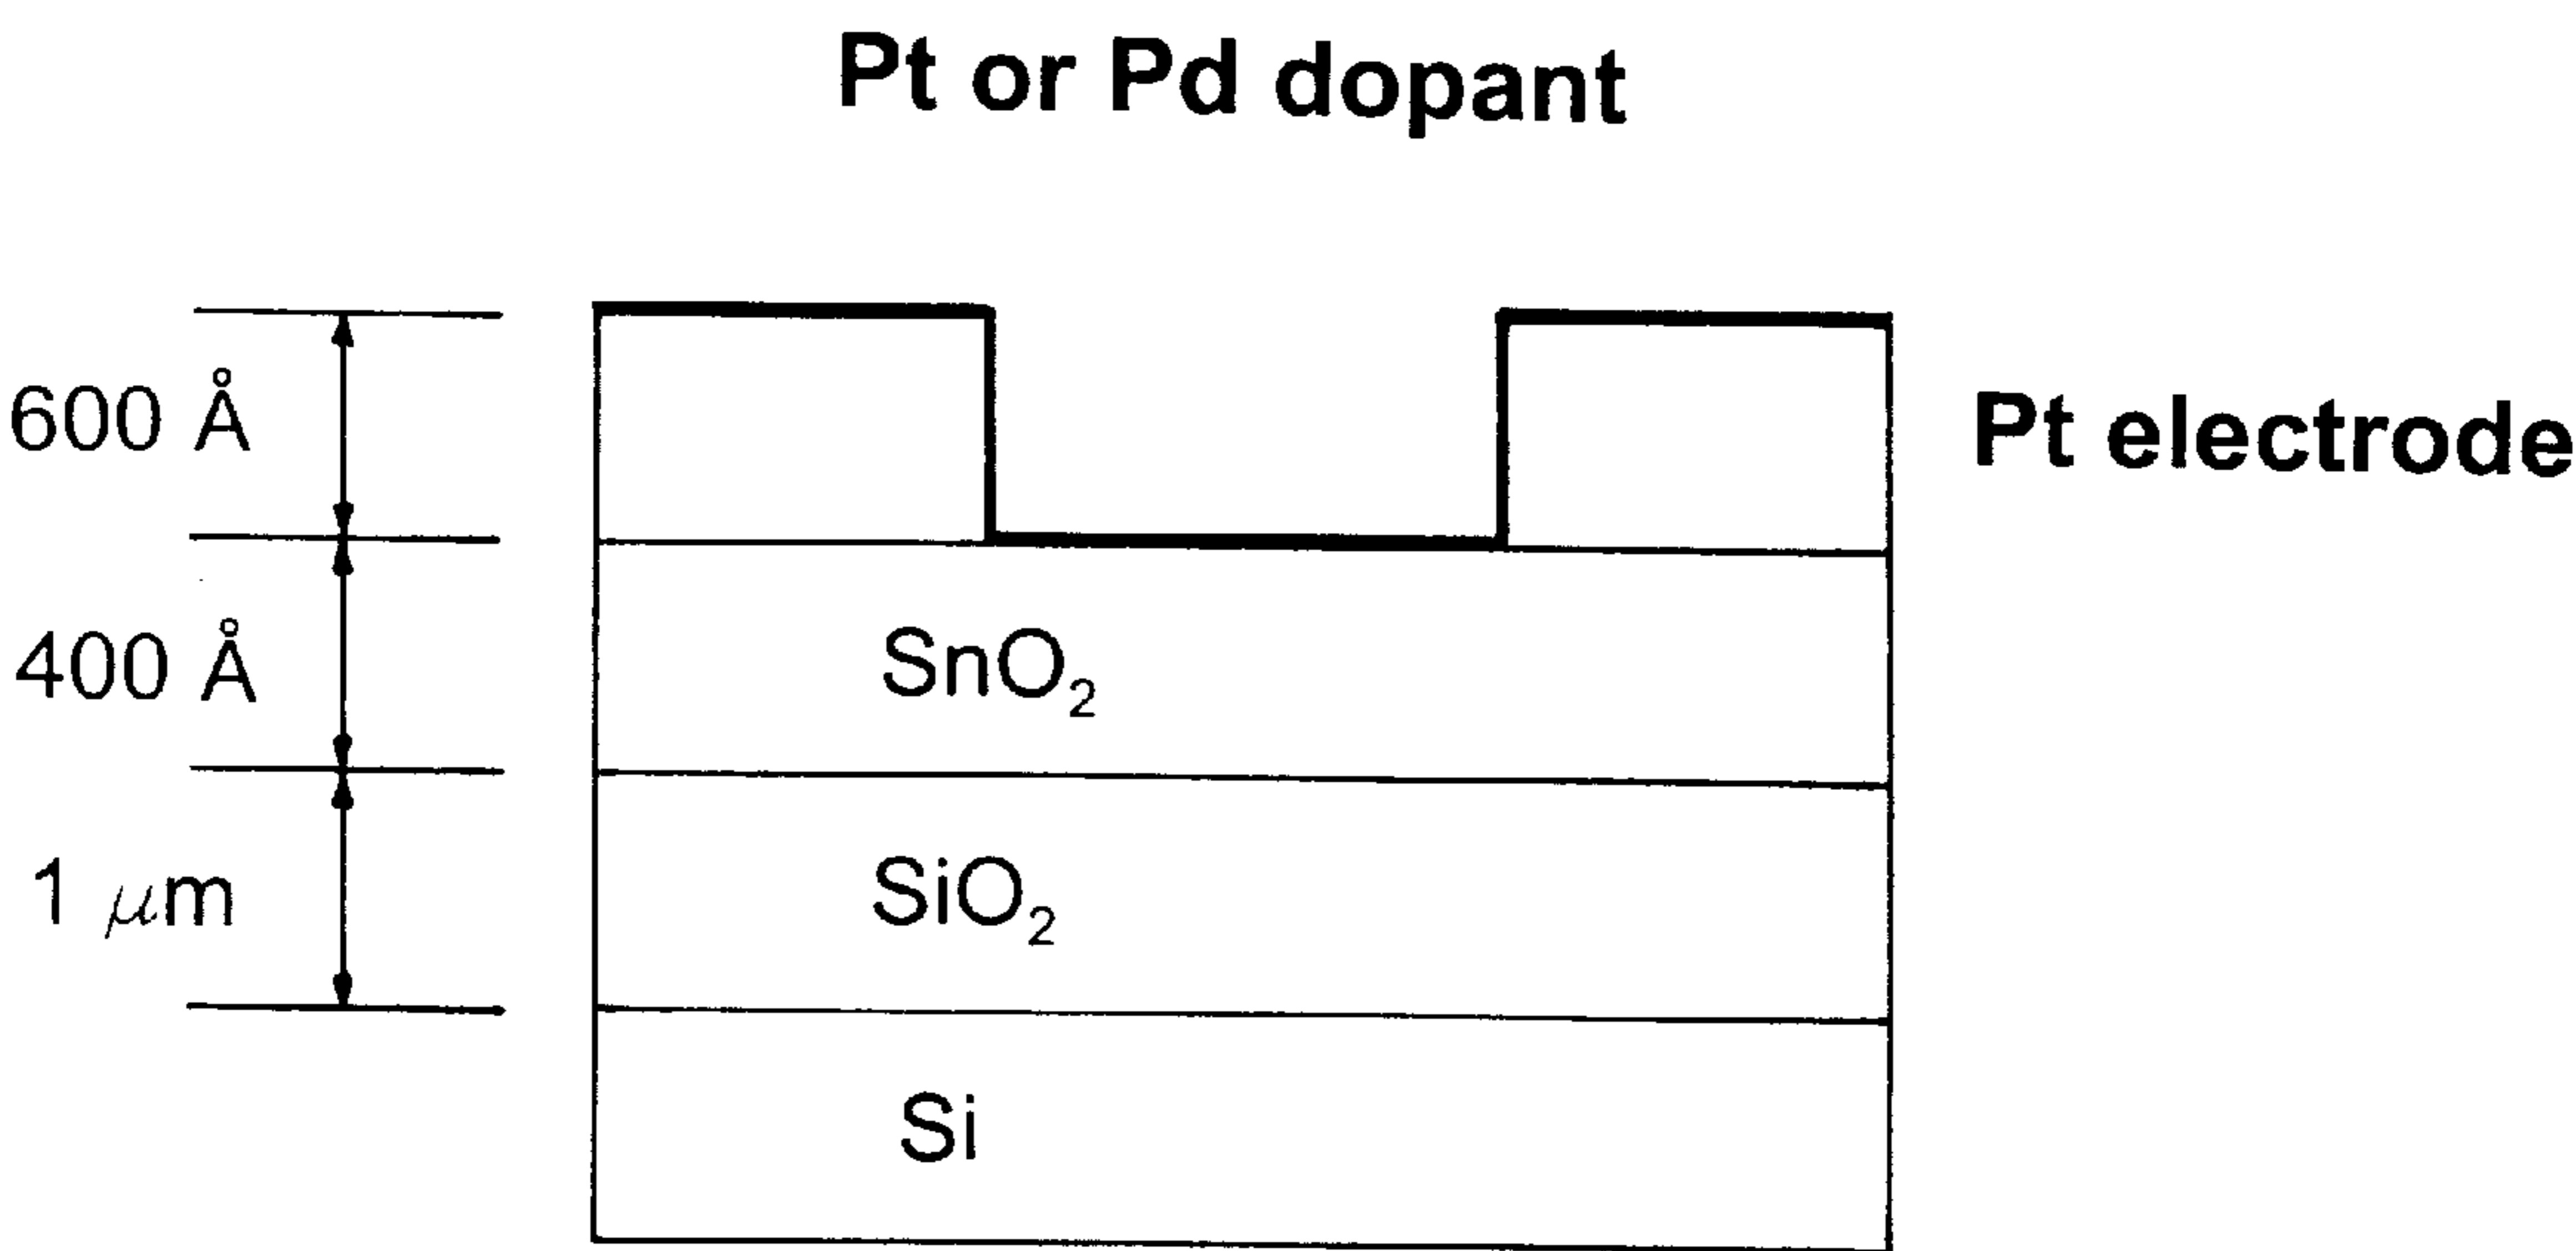 Pt or Pd dopant
600 Å
Pt electrode
400 Å
SnO₂
1 μm
SiO₂
Si